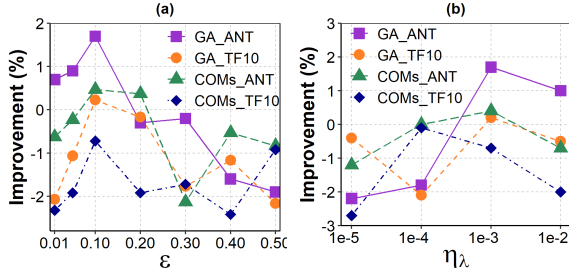 (a)
Improvement (%)
2
1
0
-1
-2
GA_ANT
GA_TF10
COMs_ANT
COMs_TF10
0.01 0.10 0.20 0.30 0.40 0.50
ε
(b)
Improvement (%)
3
2
1
0
-1
-2
-3
GA_ANT
GA_TF10
COMs_ANT
COMs_TF10
1e-5 1e-4 1e-3 1e-2
ηλ